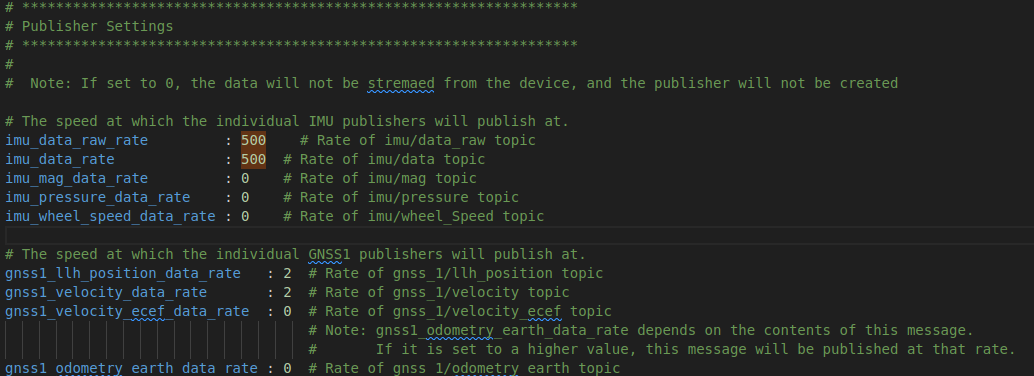 # ******************************************************************
# Publisher Settings
# ******************************************************************
#
#  Note: If set to 0, the data will not be stremaed from the device, and the publisher will not be created
# The speed at which the individual IMU publishers will publish at.
imu_data_raw_rate         : 500    # Rate of imu/data_raw topic
imu_data_rate             : 500  # Rate of imu/data topic
imu_mag_data_rate         : 0    # Rate of imu/mag topic
imu_pressure_data_rate    : 0    # Rate of imu/pressure topic
imu_wheel_speed_data_rate : 0    # Rate of imu/wheel_Speed topic
# The speed at which the individual GNSS1 publishers will publish at.
gnss1_llh_position_data_rate   : 2  # Rate of gnss_1/llh_position topic
gnss1_velocity_data_rate       : 2  # Rate of gnss_1/velocity topic
gnss1_velocity_ecef_data_rate  : 0  # Rate of gnss_1/velocity_ecef topic
                                    # Note: gnss1_odometry_earth_data_rate depends on the contents of this message.
                                    #       If it is set to a higher value, this message will be published at that rate.
gnss1_odometry_earth_data_rate : 0  # Rate of gnss_1/odometry_earth topic